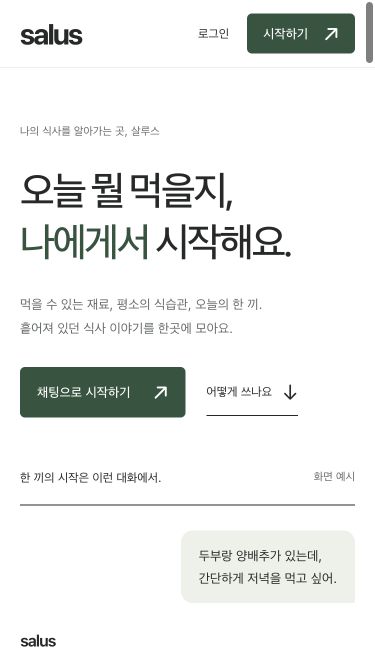 salus
로그인
시작하기
나의 식사를 알아가는 곳, 살루스
오늘 뭘 먹을지,
나에게서 시작해요.
먹을 수 있는 재료, 평소의 식습관, 오늘의 한 끼.
흩어져 있던 식사 이야기를 한곳에 모아요.
채팅으로 시작하기
어떻게 쓰나요
한 끼의 시작은 이런 대화에서.
화면 예시
두부랑 양배추가 있는데,
간단하게 저녁을 먹고 싶어.
salus